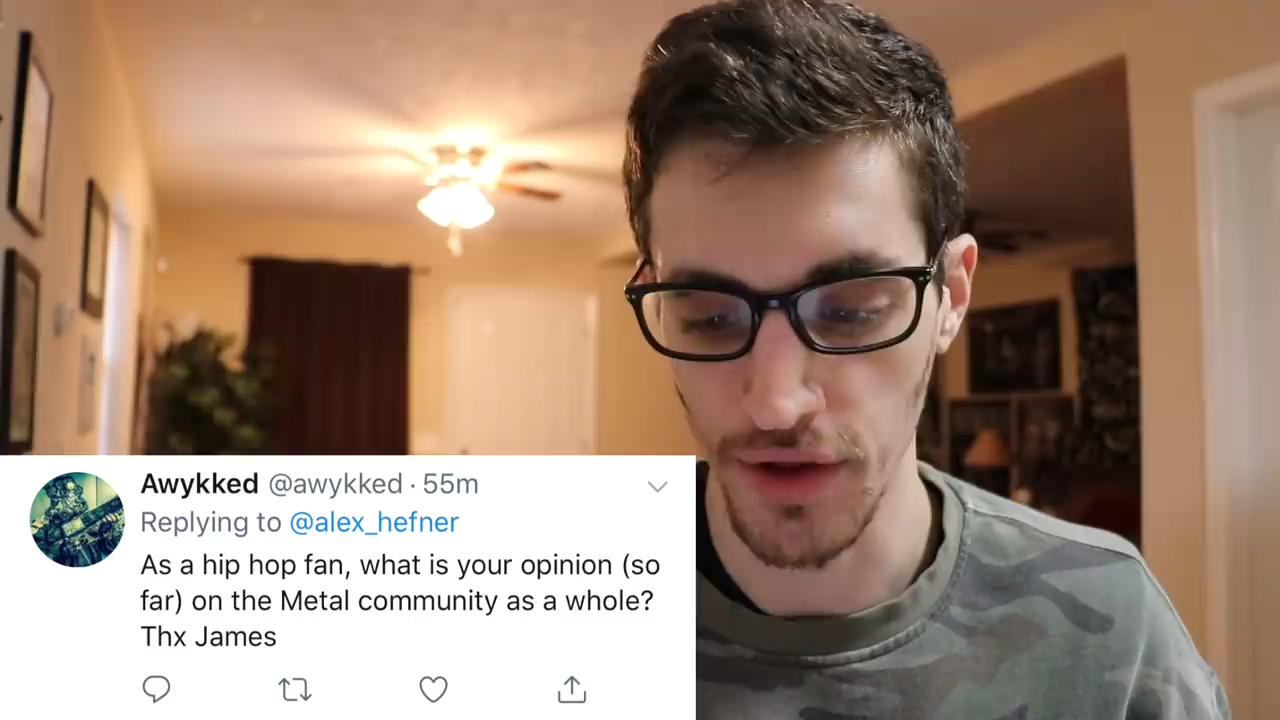 Awykked @awykked · 55m
Replying to @alex_hefner
As a hip hop fan, what is your opinion (so
far) on the Metal community as a whole?
Thx James